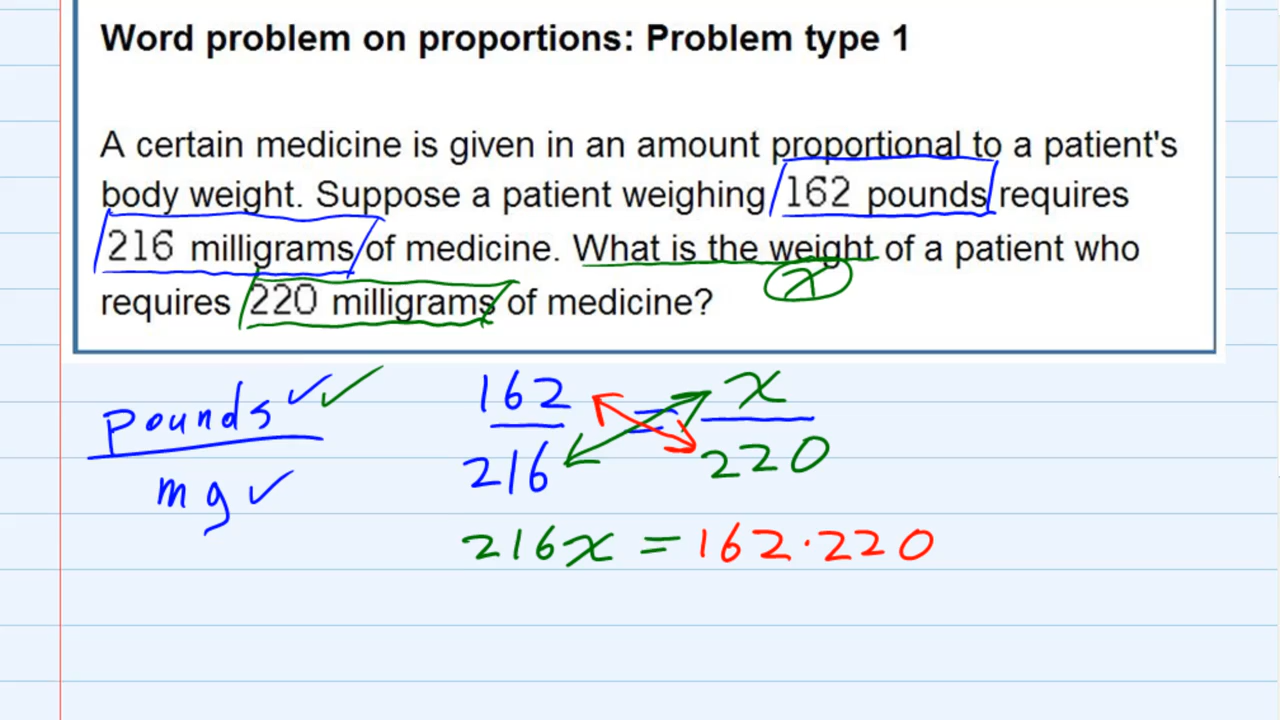 Word problem on proportions: Problem type 1
A certain medicine is given in an amount proportional to a patient's
body weight. Suppose a patient weighing 162 pounds requires
216 milligrams of medicine. What is the weight of a patient who
x
requires 220 milligrams of medicine?
pounds ✓✓
mg ✓
162 = x
216 220
216x = 162·220